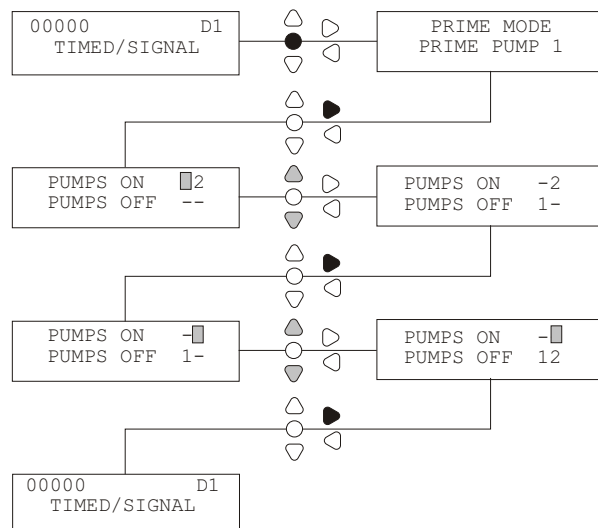 00000 D1
TIMED/SIGNAL
PRIME MODE
PRIME PUMP 1
PUMPS ON 2
PUMPS OFF --
PUMPS ON -2
PUMPS OFF 1-
PUMPS ON -
PUMPS OFF 1-
PUMPS ON -
PUMPS OFF 12
00000 D1
TIMED/SIGNAL